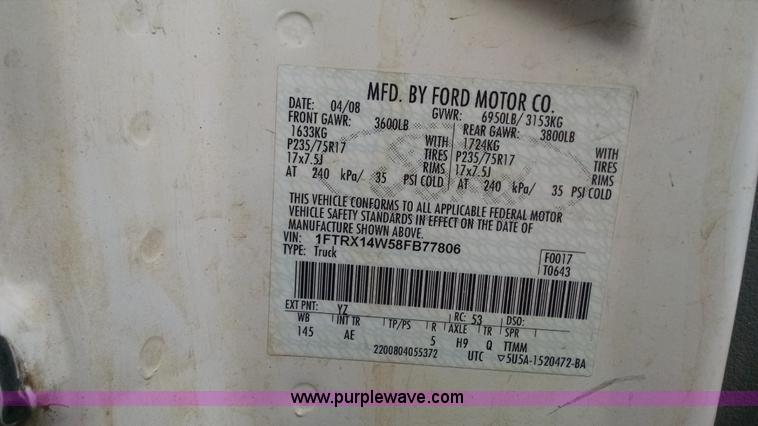 MFD. BY FORD MOTOR CO.
DATE: 04/08 GVWR: 6950LB/ 3153KG
FRONT GAWR: 3600LB REAR GAWR: 3800LB
1633KG WITH 1724KG WITH
P235/75R17 TIRES P235/75R17 TIRES
17x7.5J RIMS 17x7.5J RIMS
AT 240 kPa/ 35 PSI COLD AT 240 kPa/ 35 PSI COLD
THIS VEHICLE CONFORMS TO ALL APPLICABLE FEDERAL MOTOR
VEHICLE SAFETY STANDARDS IN EFFECT ON THE DATE OF
MANUFACTURE SHOWN ABOVE.
VIN: 1FTRX14W58FB77806 F0017
TYPE: Truck T0643
EXT PNT: YZ RC: 53 DSO:
WB INT TR TP/PS R AXLE TR SPR
145 AE 5 H9 Q TTMM
2200804055372 UTC ▽5U5A-1520472-BA
www.purplewave.com